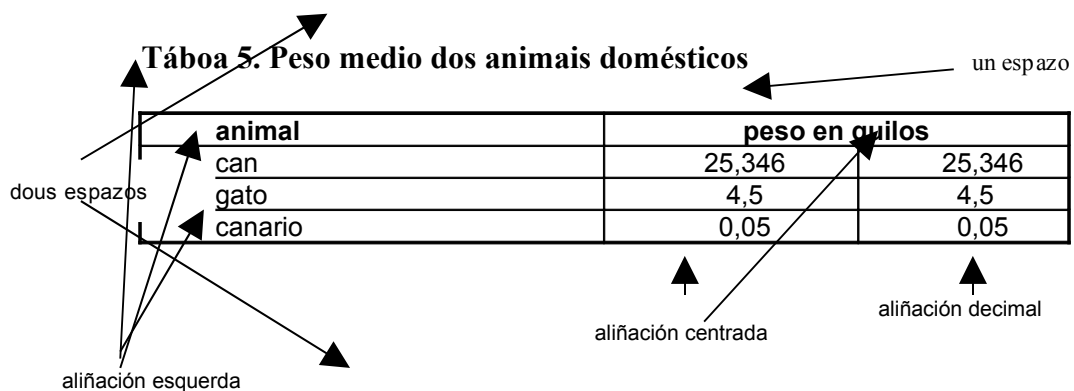 Táboa 5. Peso medio dos animais domésticos
un espazo
animal peso en quilos
can 25,346 25,346
dous espazos
gato 4,5 4,5
canario 0,05 0,05
aliñación decimal
aliñación centrada
aliñación esquerda